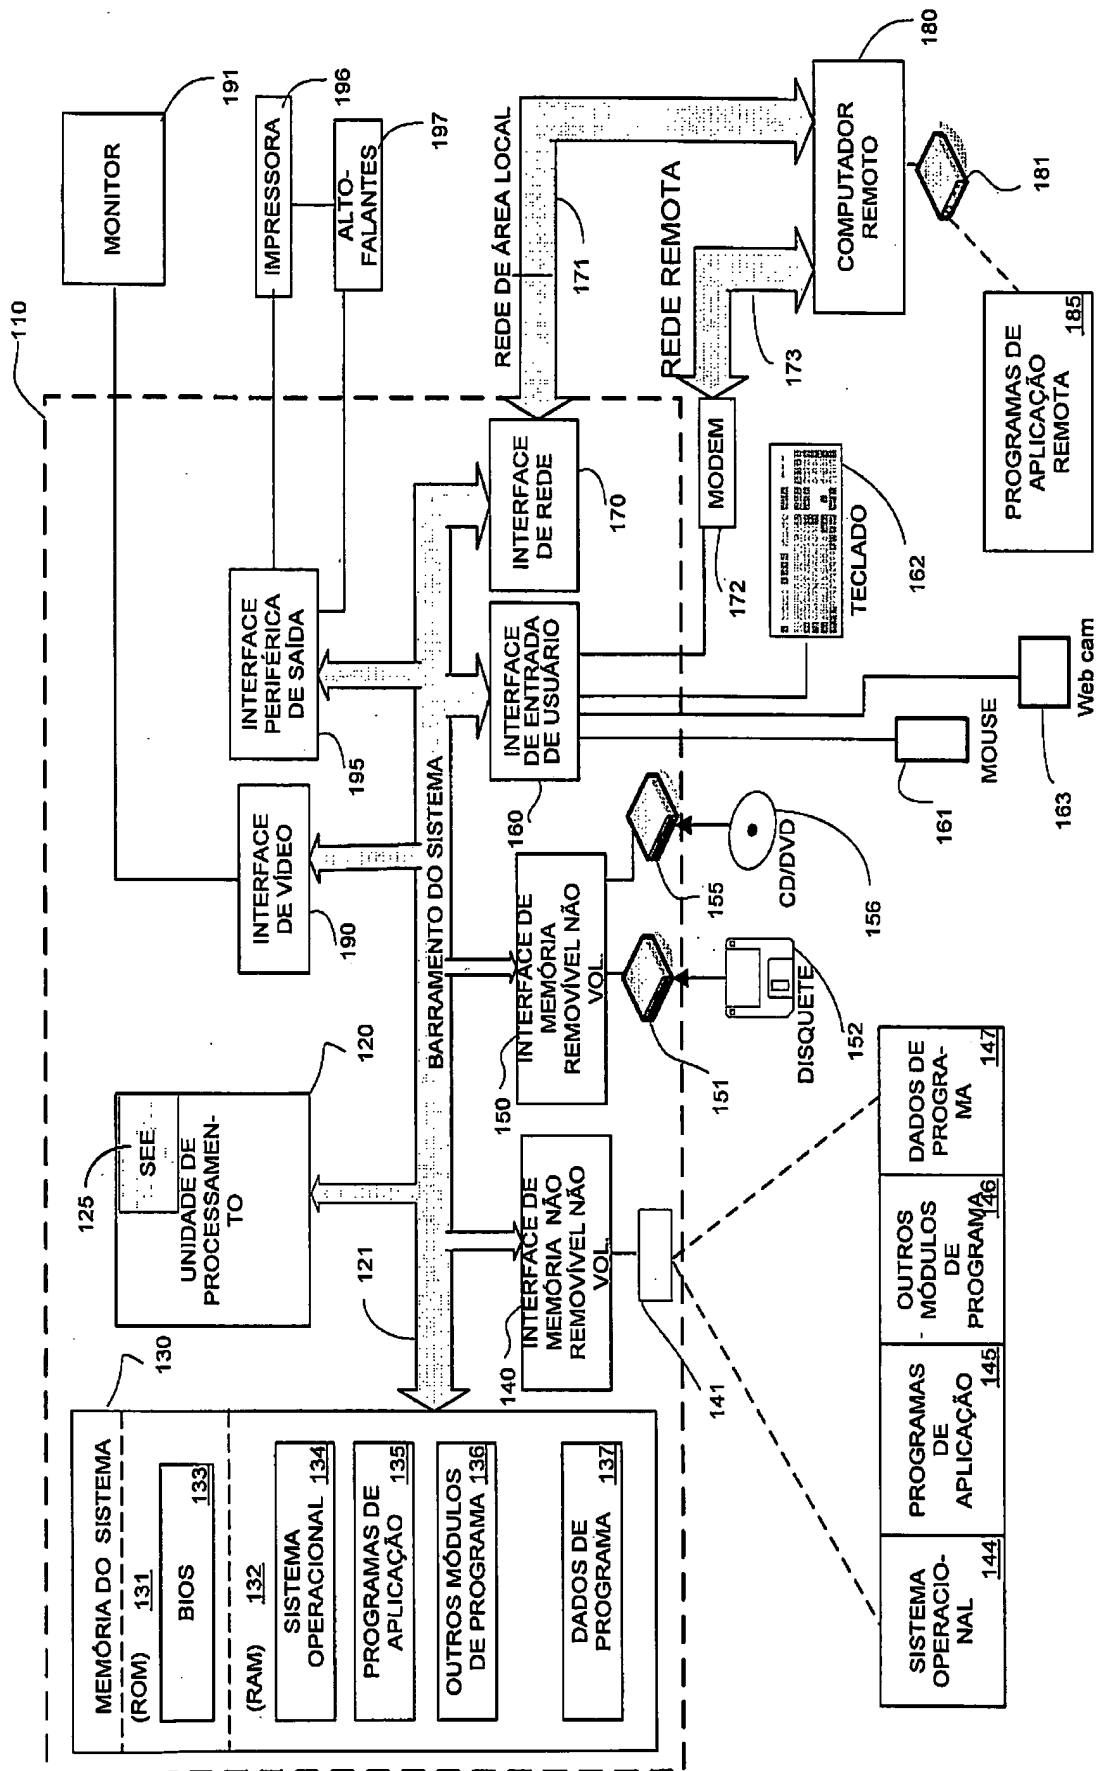 110
MEMÓRIA DO SISTEMA
(ROM) 131
BIOS
133
(RAM) 132
SISTEMA
OPERACIONAL 134
PROGRAMAS DE
APLICAÇÃO 135
OUTROS MÓDULOS
DE PROGRAMA 136
DADOS DE
PROGRAMA 137
130
125
SEE
UNIDADE DE
PROCESSAMEN-
TO
120
121
BARRAMENTO DO SISTEMA
INTERFACE
DE VÍDEO
190
INTERFACE
PERIFÉRICA
DE SAÍDA
195
MONITOR
191
IMPRESSORA
196
ALTO-
FALANTES
197
140
INTERFACE DE
MEMÓRIA NÃO
REMOVÍVEL NÃO
VOL.
150
INTERFACE DE
MEMÓRIA
REMOVÍVEL NÃO
VOL.
160
INTERFACE
DE ENTRADA
DE USUÁRIO
INTERFACE
DE REDE
170
REDE DE ÁREA LOCAL
171
141
151
155
DISQUETE
152
CD/DVD
156
172
MODEM
REDE REMOTA
173
TECLADO
162
MOUSE
161
Web cam
163
COMPUTADOR
REMOTO
180
181
PROGRAMAS DE
APLICAÇÃO
REMOTA 185
SISTEMA
OPERACIO-
NAL 144
PROGRAMAS
DE
APLICAÇÃO 145
OUTROS
MÓDULOS
DE
PROGRAMA 146
DADOS DE
PROGRA-
MA 147